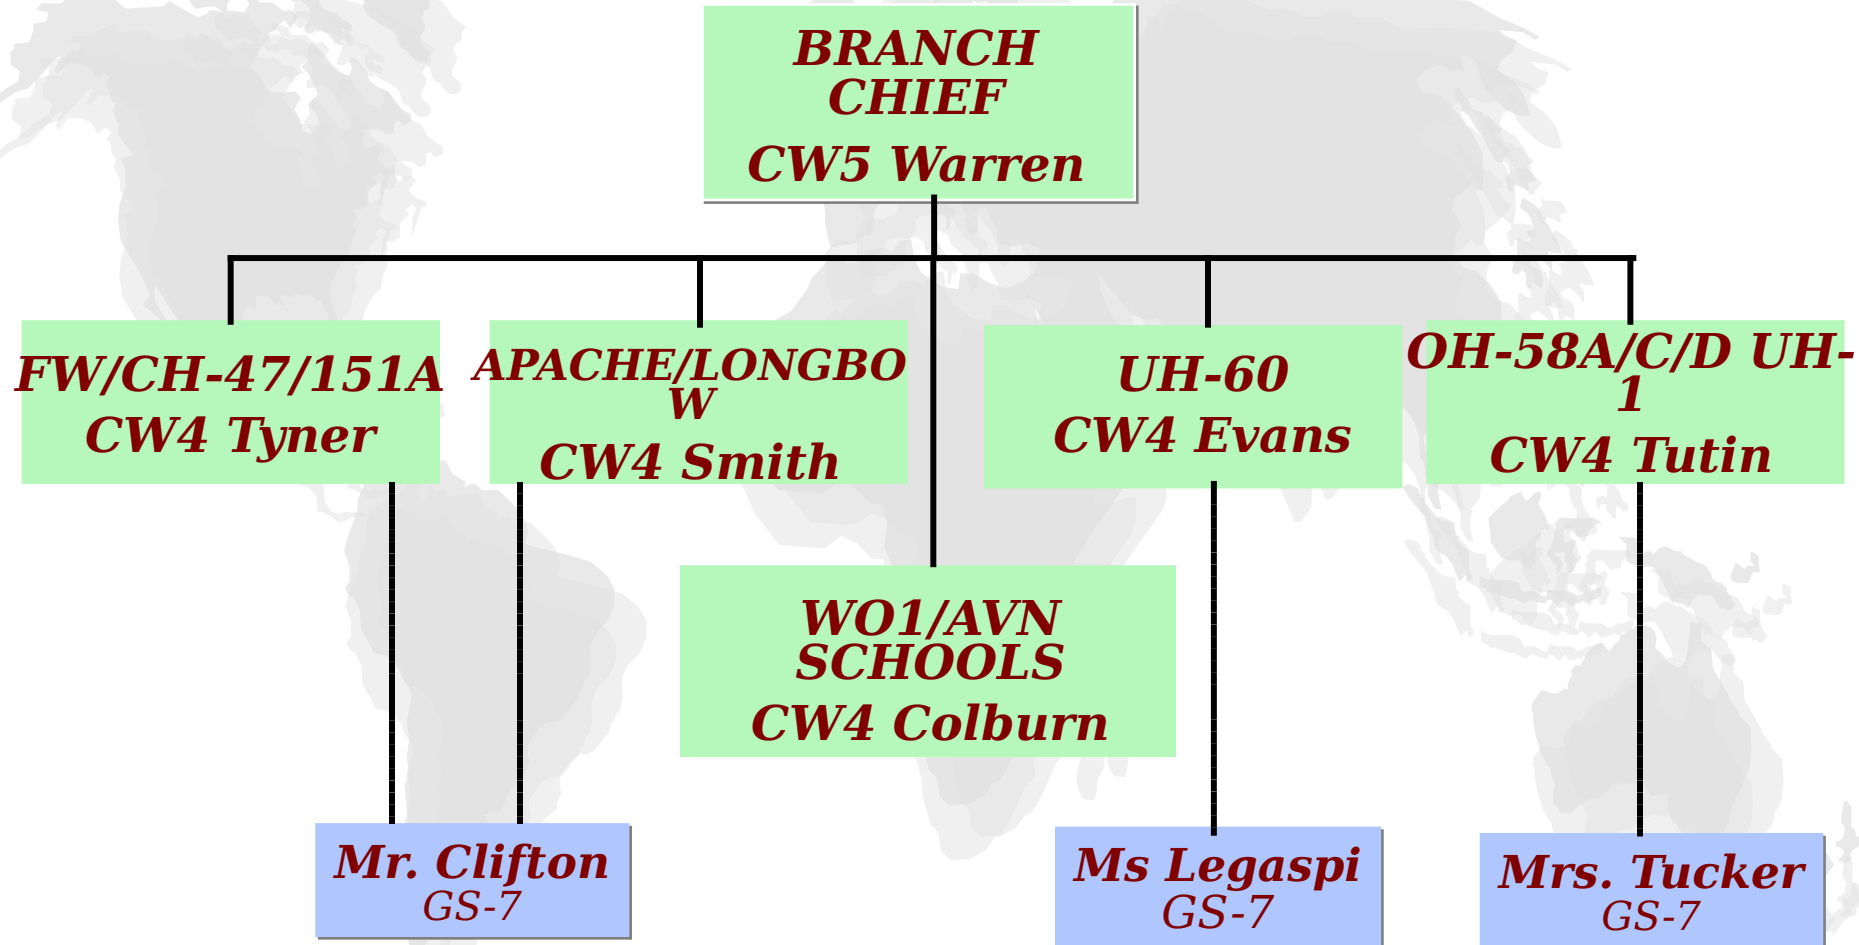 BRANCH
CHIEF
CW5 Warren
FW/CH-47/151A
CW4 Tyner
APACHE/LONGBO
W
CW4 Smith
UH-60
CW4 Evans
OH-58A/C/D UH-
1
CW4 Tutin
WO1/AVN
SCHOOLS
CW4 Colburn
Mr. Clifton
GS-7
Ms Legaspi
GS-7
Mrs. Tucker
GS-7